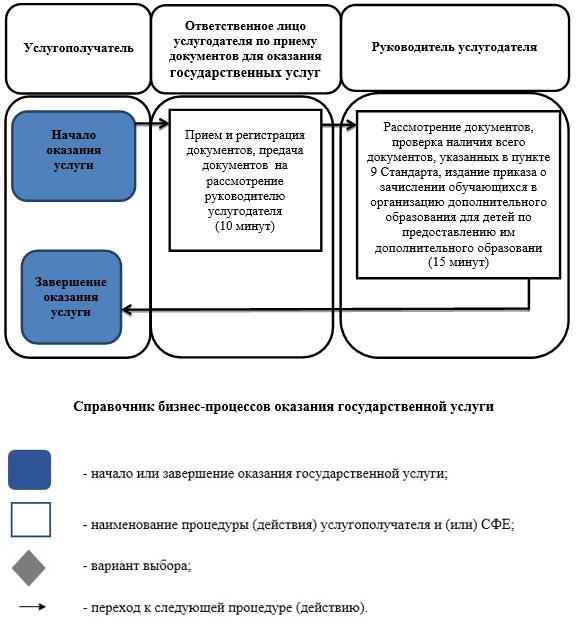 Услугополучатель
Ответственное лицо
услугодателя по приему
документов для оказания
государственных услуг
Руководитель услугодателя
Начало
оказания
услуги
Прием и регистрация
документов, предача
документов на
рассмотрение
руководителю
услугодателя
(10 минут)
Рассмотрение документов,
проверка наличия всего
документов, указанных в пункте
9 Стандарта, издание приказа о
зачислении обучающихся в
организацию дополнительного
образования для детей по
предоставлению им
дополнительного образовани
(15 минут)
Завершение
оказания
услуги
Справочник бизнес-процессов оказания государственной услуги
- начало или завершение оказания государственной услуги;
- наименование процедуры (действия) услугополучателя и (или) СФЕ;
- вариант выбора;
- переход к следующей процедуре (действию).